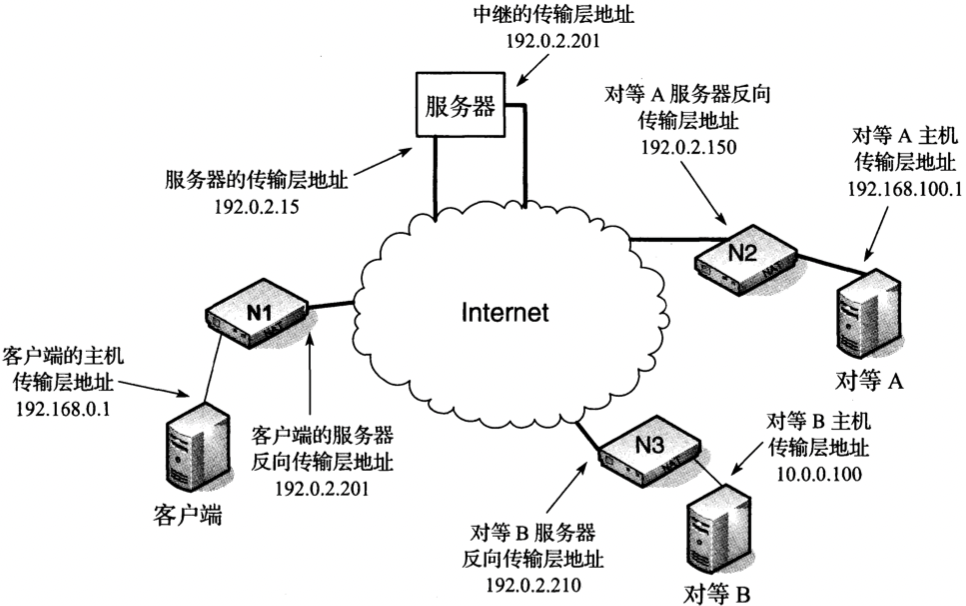 中继的传输层地址
192.0.2.201
服务器
服务器的传输层地址
192.0.2.15
对等 A 服务器反向
传输层地址
192.0.2.150
对等 A 主机
传输层地址
192.168.100.1
N2
NAT
对等 A
Internet
N1
NAT
客户端的主机
传输层地址
192.168.0.1
客户端
客户端的服务器
反向传输层地址
192.0.2.201
N3
NAT
对等 B 主机
传输层地址
10.0.0.100
对等 B 服务器
反向传输层地址
192.0.2.210
对等 B